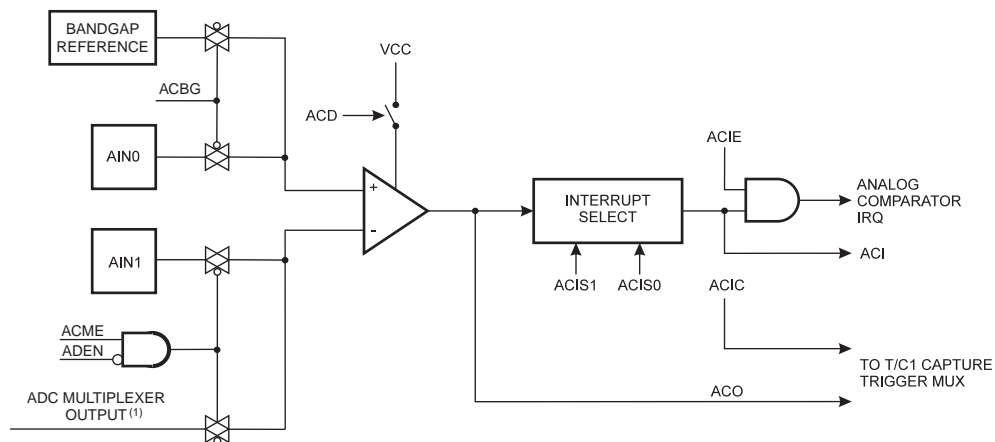 BANDGAP
REFERENCE
ACBG
AIN0
VCC
ACD
+
-
AIN1
ACME
ADEN
ADC MULTIPLEXER
OUTPUT (1)
INTERRUPT
SELECT
ACIS1 ACIS0
ACIE
ANALOG
COMPARATOR
IRQ
ACI
ACIC
TO T/C1 CAPTURE
TRIGGER MUX
ACO